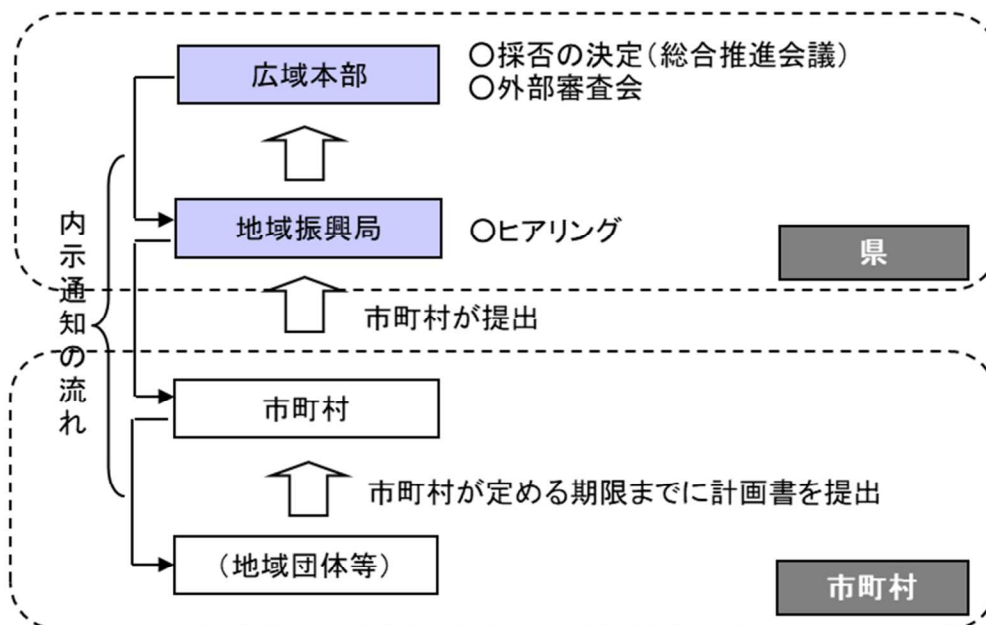 広域本部
○採否の決定(総合推進会議)
○外部審査会
地域振興局
○ヒアリング
県
市町村が提出
内示通知の流れ
市町村
市町村が定める期限までに計画書を提出
(地域団体等)
市町村